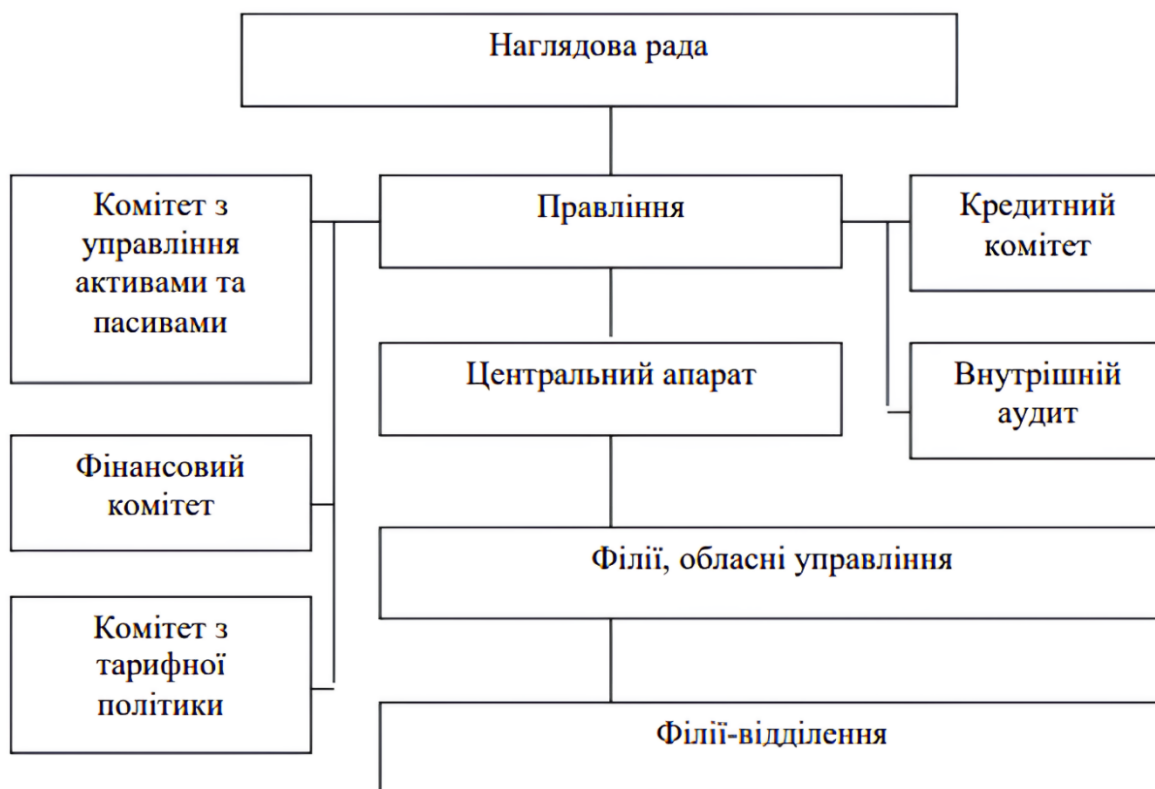 Наглядова рада
Комітет з
управління
активами та
пасивами
Правління
Кредитний
комітет
Центральний апарат
Внутрішній
аудит
Фінансовий
комітет
Філії, обласні управління
Комітет з
тарифної
політики
Філії-відділення